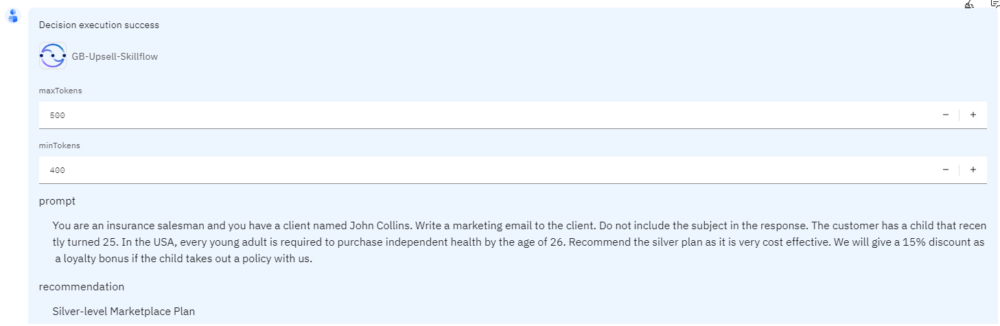 Decision execution success
GB-Upsell-Skillflow
maxTokens
500
minTokens
400
prompt
You are an insurance salesman and you have a client named John Collins. Write a marketing email to the client. Do not include the subject in the response. The customer has a child that recen
tly turned 25. In the USA, every young adult is required to purchase independent health by the age of 26. Recommend the silver plan as it is very cost effective. We will give a 15% discount as
a loyalty bonus if the child takes out a policy with us.
recommendation
Silver-level Marketplace Plan